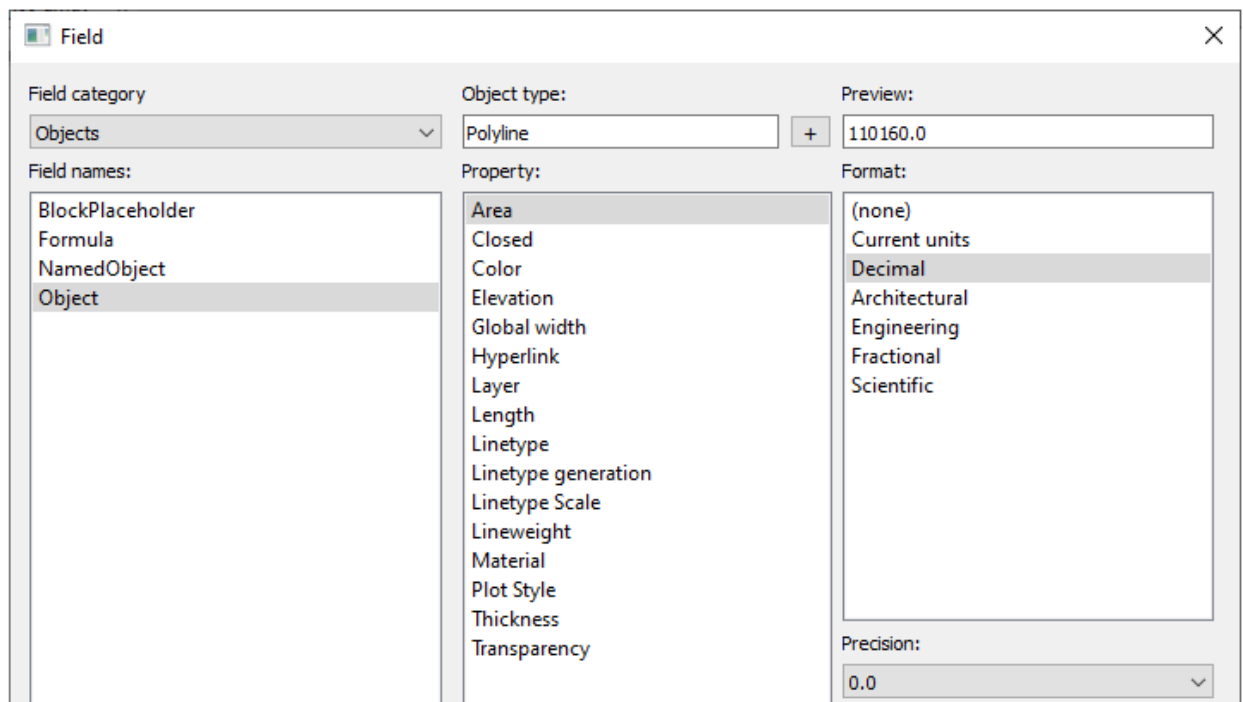 Field
Field category
Objects
Field names:
BlockPlaceholder
Formula
NamedObject
Object
Object type:
Polyline
+
Property:
Area
Closed
Color
Elevation
Global width
Hyperlink
Layer
Length
Linetype
Linetype generation
Linetype Scale
Lineweight
Material
Plot Style
Thickness
Transparency
Preview:
110160.0
Format:
(none)
Current units
Decimal
Architectural
Engineering
Fractional
Scientific
Precision:
0.0